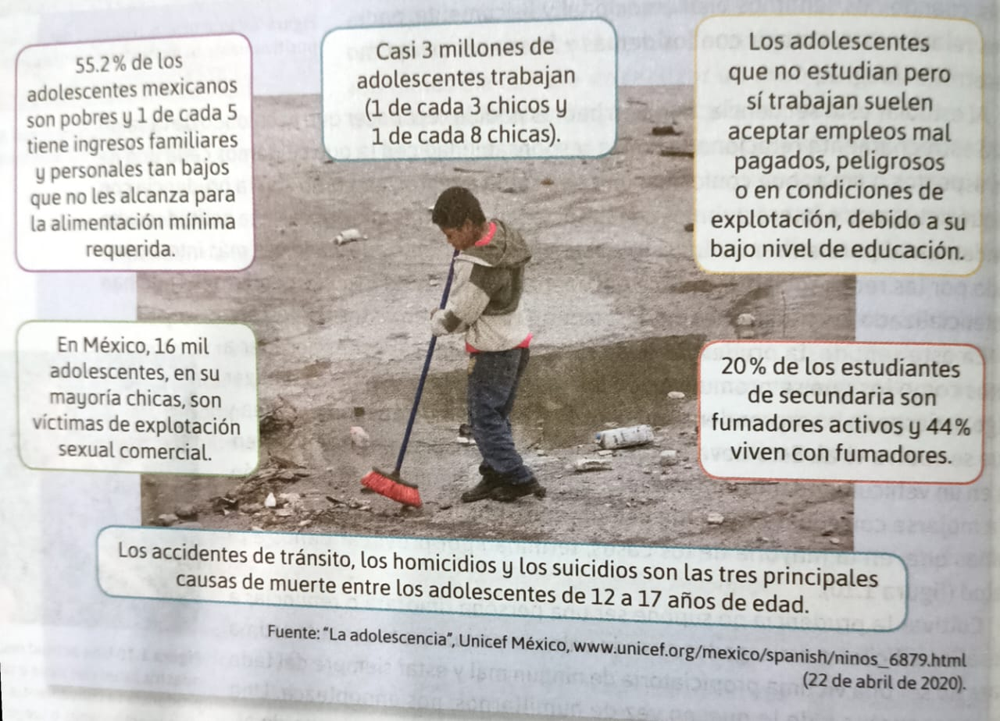 55.2 % de los
adolescentes mexicanos
son pobres y 1 de cada 5
tiene ingresos familiares
y personales tan bajos
que no les alcanza para
la alimentación mínima
requerida.
Casi 3 millones de
adolescentes trabajan
(1 de cada 3 chicos y
1 de cada 8 chicas).
Los adolescentes
que no estudian pero
sí trabajan suelen
aceptar empleos mal
pagados, peligrosos
o en condiciones de
explotación, debido a su
bajo nivel de educación.
En México, 16 mil
adolescentes, en su
mayoría chicas, son
víctimas de explotación
sexual comercial.
20 % de los estudiantes
de secundaria son
fumadores activos y 44 %
viven con fumadores.
Los accidentes de tránsito, los homicidios y los suicidios son las tres principales
causas de muerte entre los adolescentes de 12 a 17 años de edad.
Fuente: “La adolescencia”, Unicef México, www.unicef.org/mexico/spanish/ninos_6879.html
(22 de abril de 2020).